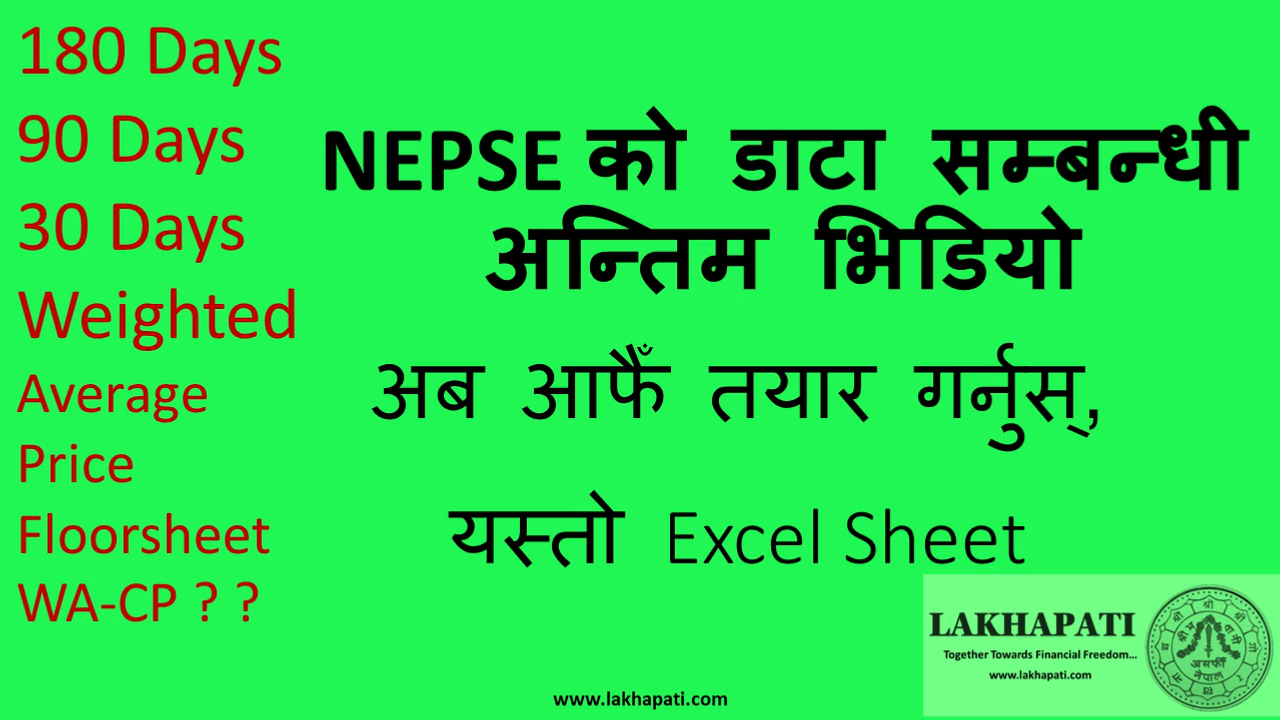 180 Days
90 Days
30 Days
Weighted
Average
Price
Floorsheet
WA-CP ? ?
NEPSE को डाटा सम्बन्धी
अन्तिम भिडियो
अब आफैँ तयार गर्नुस्,
यस्तो Excel Sheet
LAKHAPATI
Together Towards Financial Freedom...
www.lakhapati.com
असर्फी
नेपाल
www.lakhapati.com